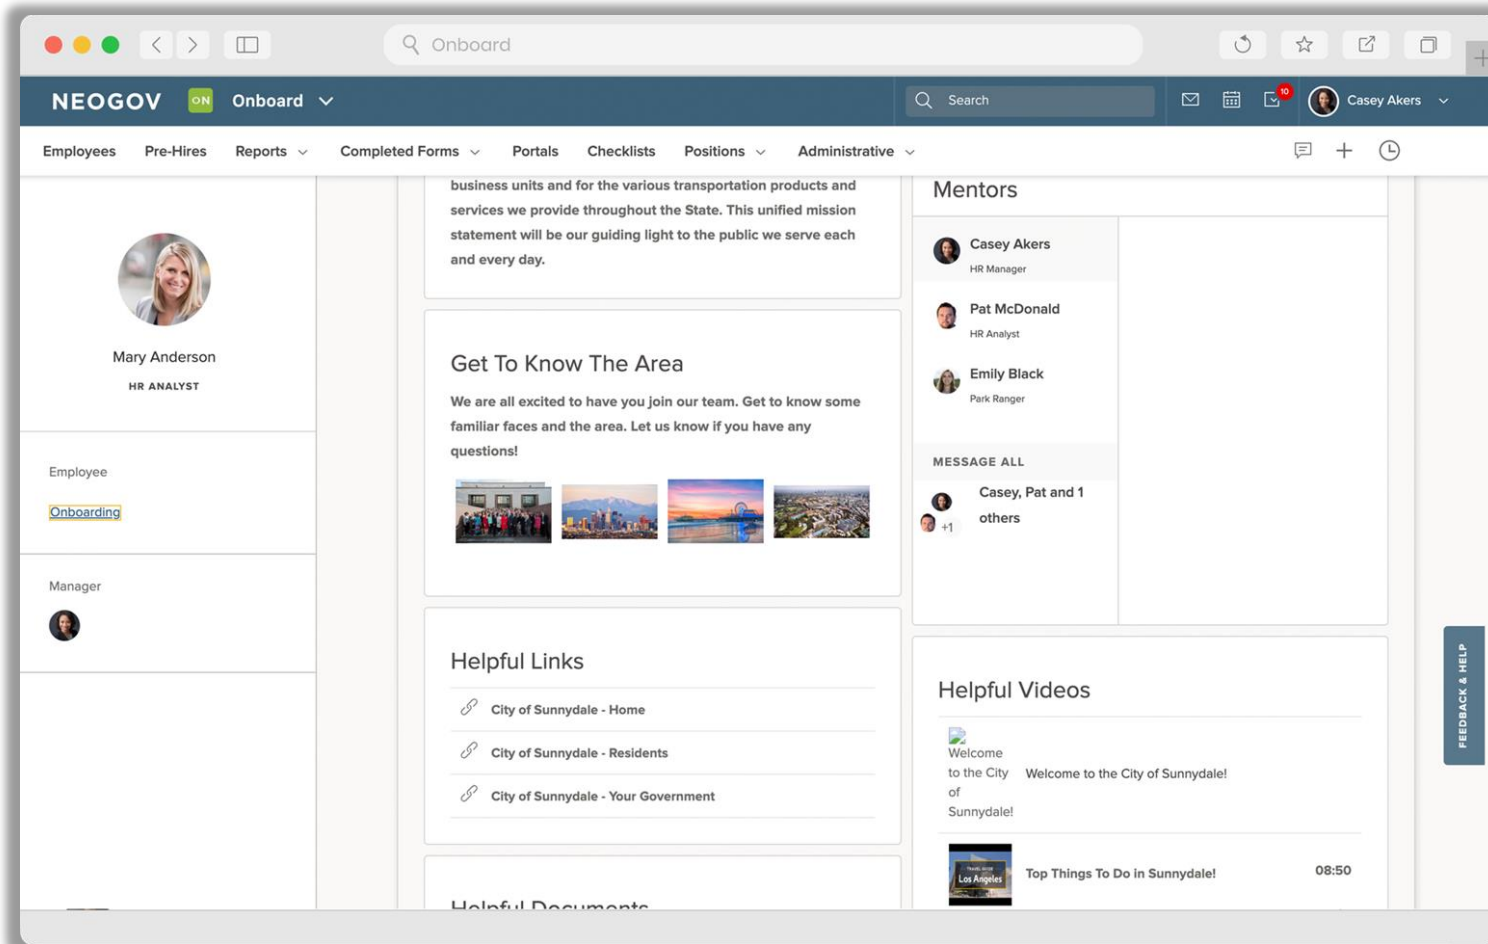 Onboard
NEOGOV ON Onboard
Search
10
Casey Akers
Employees Pre-Hires Reports Completed Forms Portals Checklists Positions Administrative
Mary Anderson
HR ANALYST
Employee
Onboarding
Manager
business units and for the various transportation products and
services we provide throughout the State. This unified mission
statement will be our guiding light to the public we serve each
and every day.
Get To Know The Area
We are all excited to have you join our team. Get to know some
familiar faces and the area. Let us know if you have any
questions!
Helpful Links
City of Sunnydale - Home
City of Sunnydale - Residents
City of Sunnydale - Your Government
Helpful Documents
Mentors
Casey Akers
HR Manager
Pat McDonald
HR Analyst
Emily Black
Park Ranger
MESSAGE ALL
Casey, Pat and 1
others
+1
Helpful Videos
Welcome
to the City
of
Sunnydale!
Welcome to the City of Sunnydale!
Los Angeles
Top Things To Do in Sunnydale!
08:50
FEEDBACK & HELP